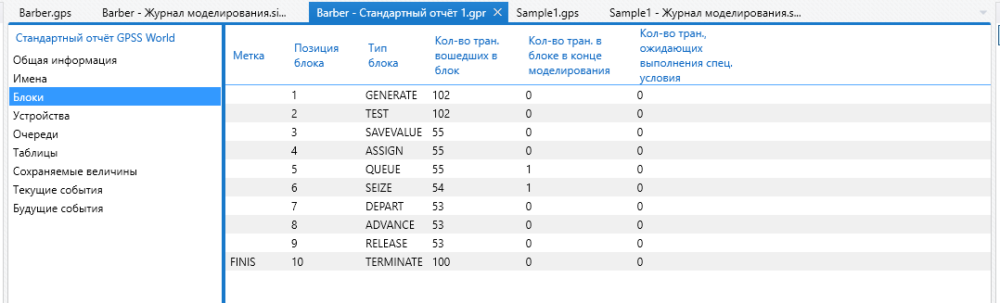 Barber.gps Barber - Журнал моделирования.si... Barber - Стандартный отчёт 1.gpr Sample1.gps Sample1 - Журнал моделирования.s...
Стандартный отчёт GPSS World
Общая информация
Имена
Блоки
Устройства
Очереди
Таблицы
Сохраняемые величины
Текущие события
Будущие события
Метка
Позиция
блока
Тип
блока
Кол-во тран.
вошедших в
блок
Кол-во тран. в
блоке в конце
моделирования
Кол-во тран.,
ожидающих
выполнения спец.
условия
1 GENERATE 102 0 0
2 TEST 102 0 0
3 SAVEVALUE 55 0 0
4 ASSIGN 55 0 0
5 QUEUE 55 1 0
6 SEIZE 54 1 0
7 DEPART 53 0 0
8 ADVANCE 53 0 0
9 RELEASE 53 0 0
FINIS 10 TERMINATE 100 0 0